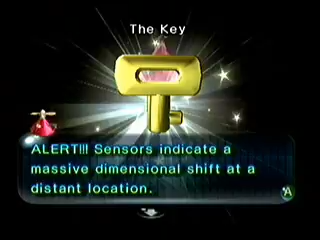 The Key
ALERT!!! Sensors indicate a
massive dimensional shift at a
distant location.
A